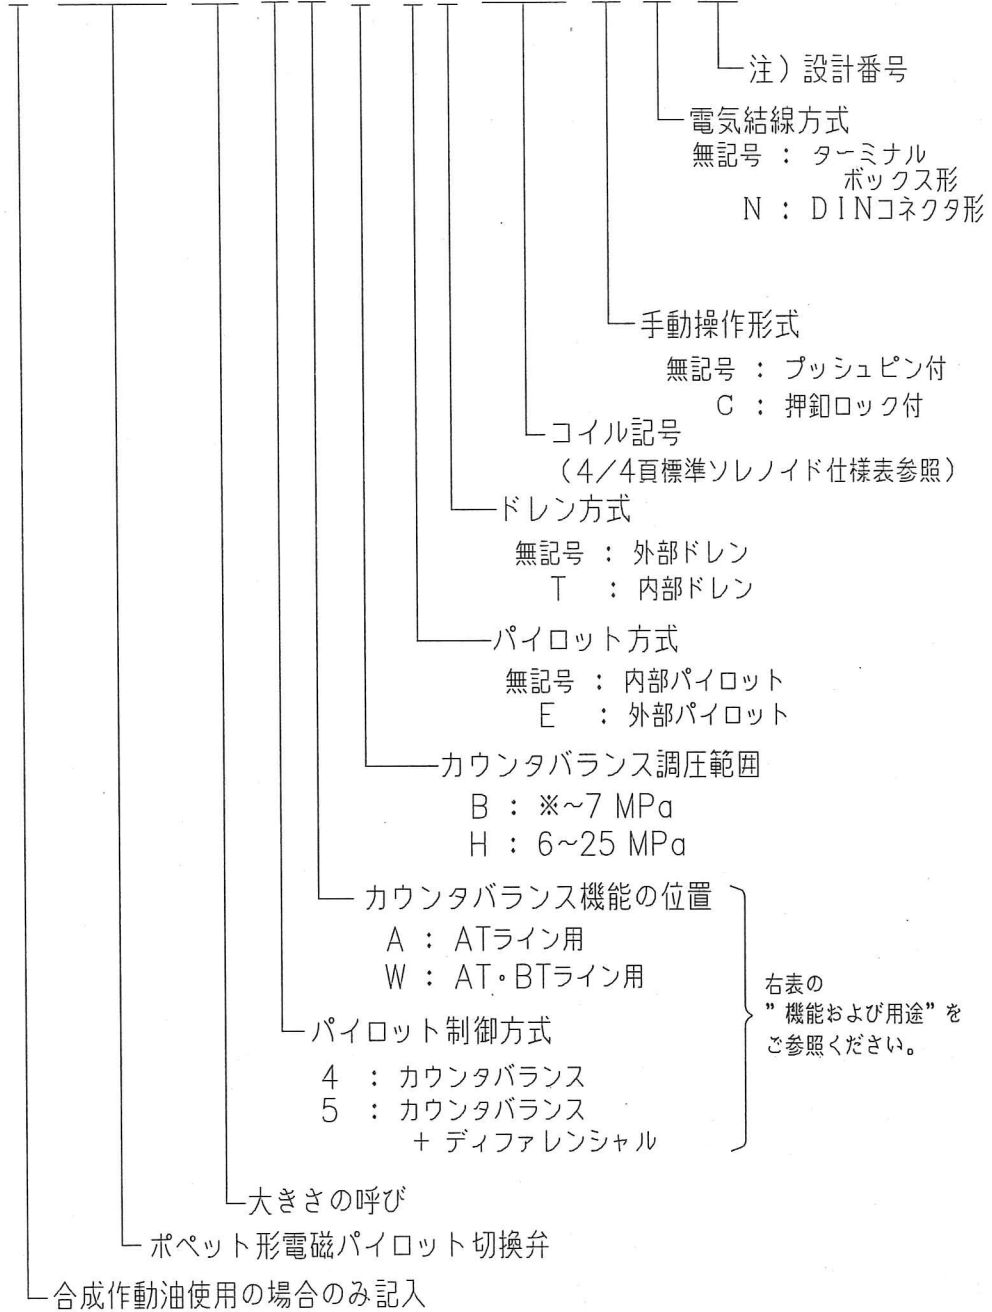 注）設計番号
電気結線方式
無記号 ： ターミナル
ボックス形
N ： DINコネクタ形
手動操作形式
無記号 ： プッシュピン付
C ： 押釦ロック付
コイル記号
（4／4頁標準ソレノイド仕様表参照）
ドレン方式
無記号 ： 外部ドレン
T ： 内部ドレン
パイロット方式
無記号 ： 内部パイロット
E ： 外部パイロット
カウンタバランス調圧範囲
B ： ※~7 MPa
H ： 6~25 MPa
カウンタバランス機能の位置
A ： ATライン用
W ： AT・BTライン用
右表の
”機能および用途”を
ご参照ください。
パイロット制御方式
4 ： カウンタバランス
5 ： カウンタバランス
+ ディファレンシャル
大きさの呼び
ポペット形電磁パイロット切換弁
合成作動油使用の場合のみ記入